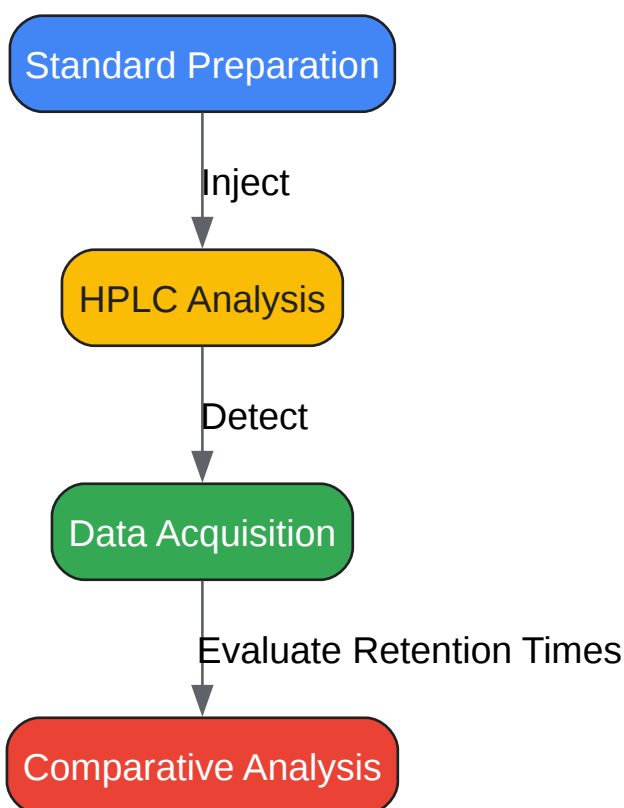 Standard Preparation
Inject
HPLC Analysis
Detect
Data Acquisition
Evaluate Retention Times
Comparative Analysis